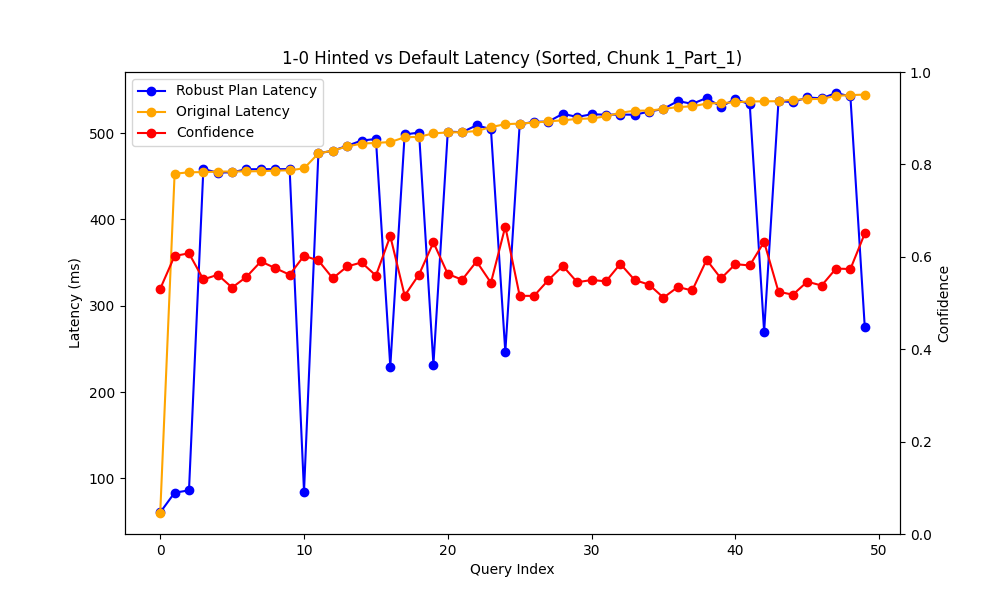 1-0 Hinted vs Default Latency (Sorted, Chunk 1_Part_1)
Robust Plan Latency
Original Latency
Confidence
Latency (ms)
500
400
300
200
100
0
10
20
30
40
50
Query Index
1.0
0.8
0.6
0.4
0.2
0.0
Confidence